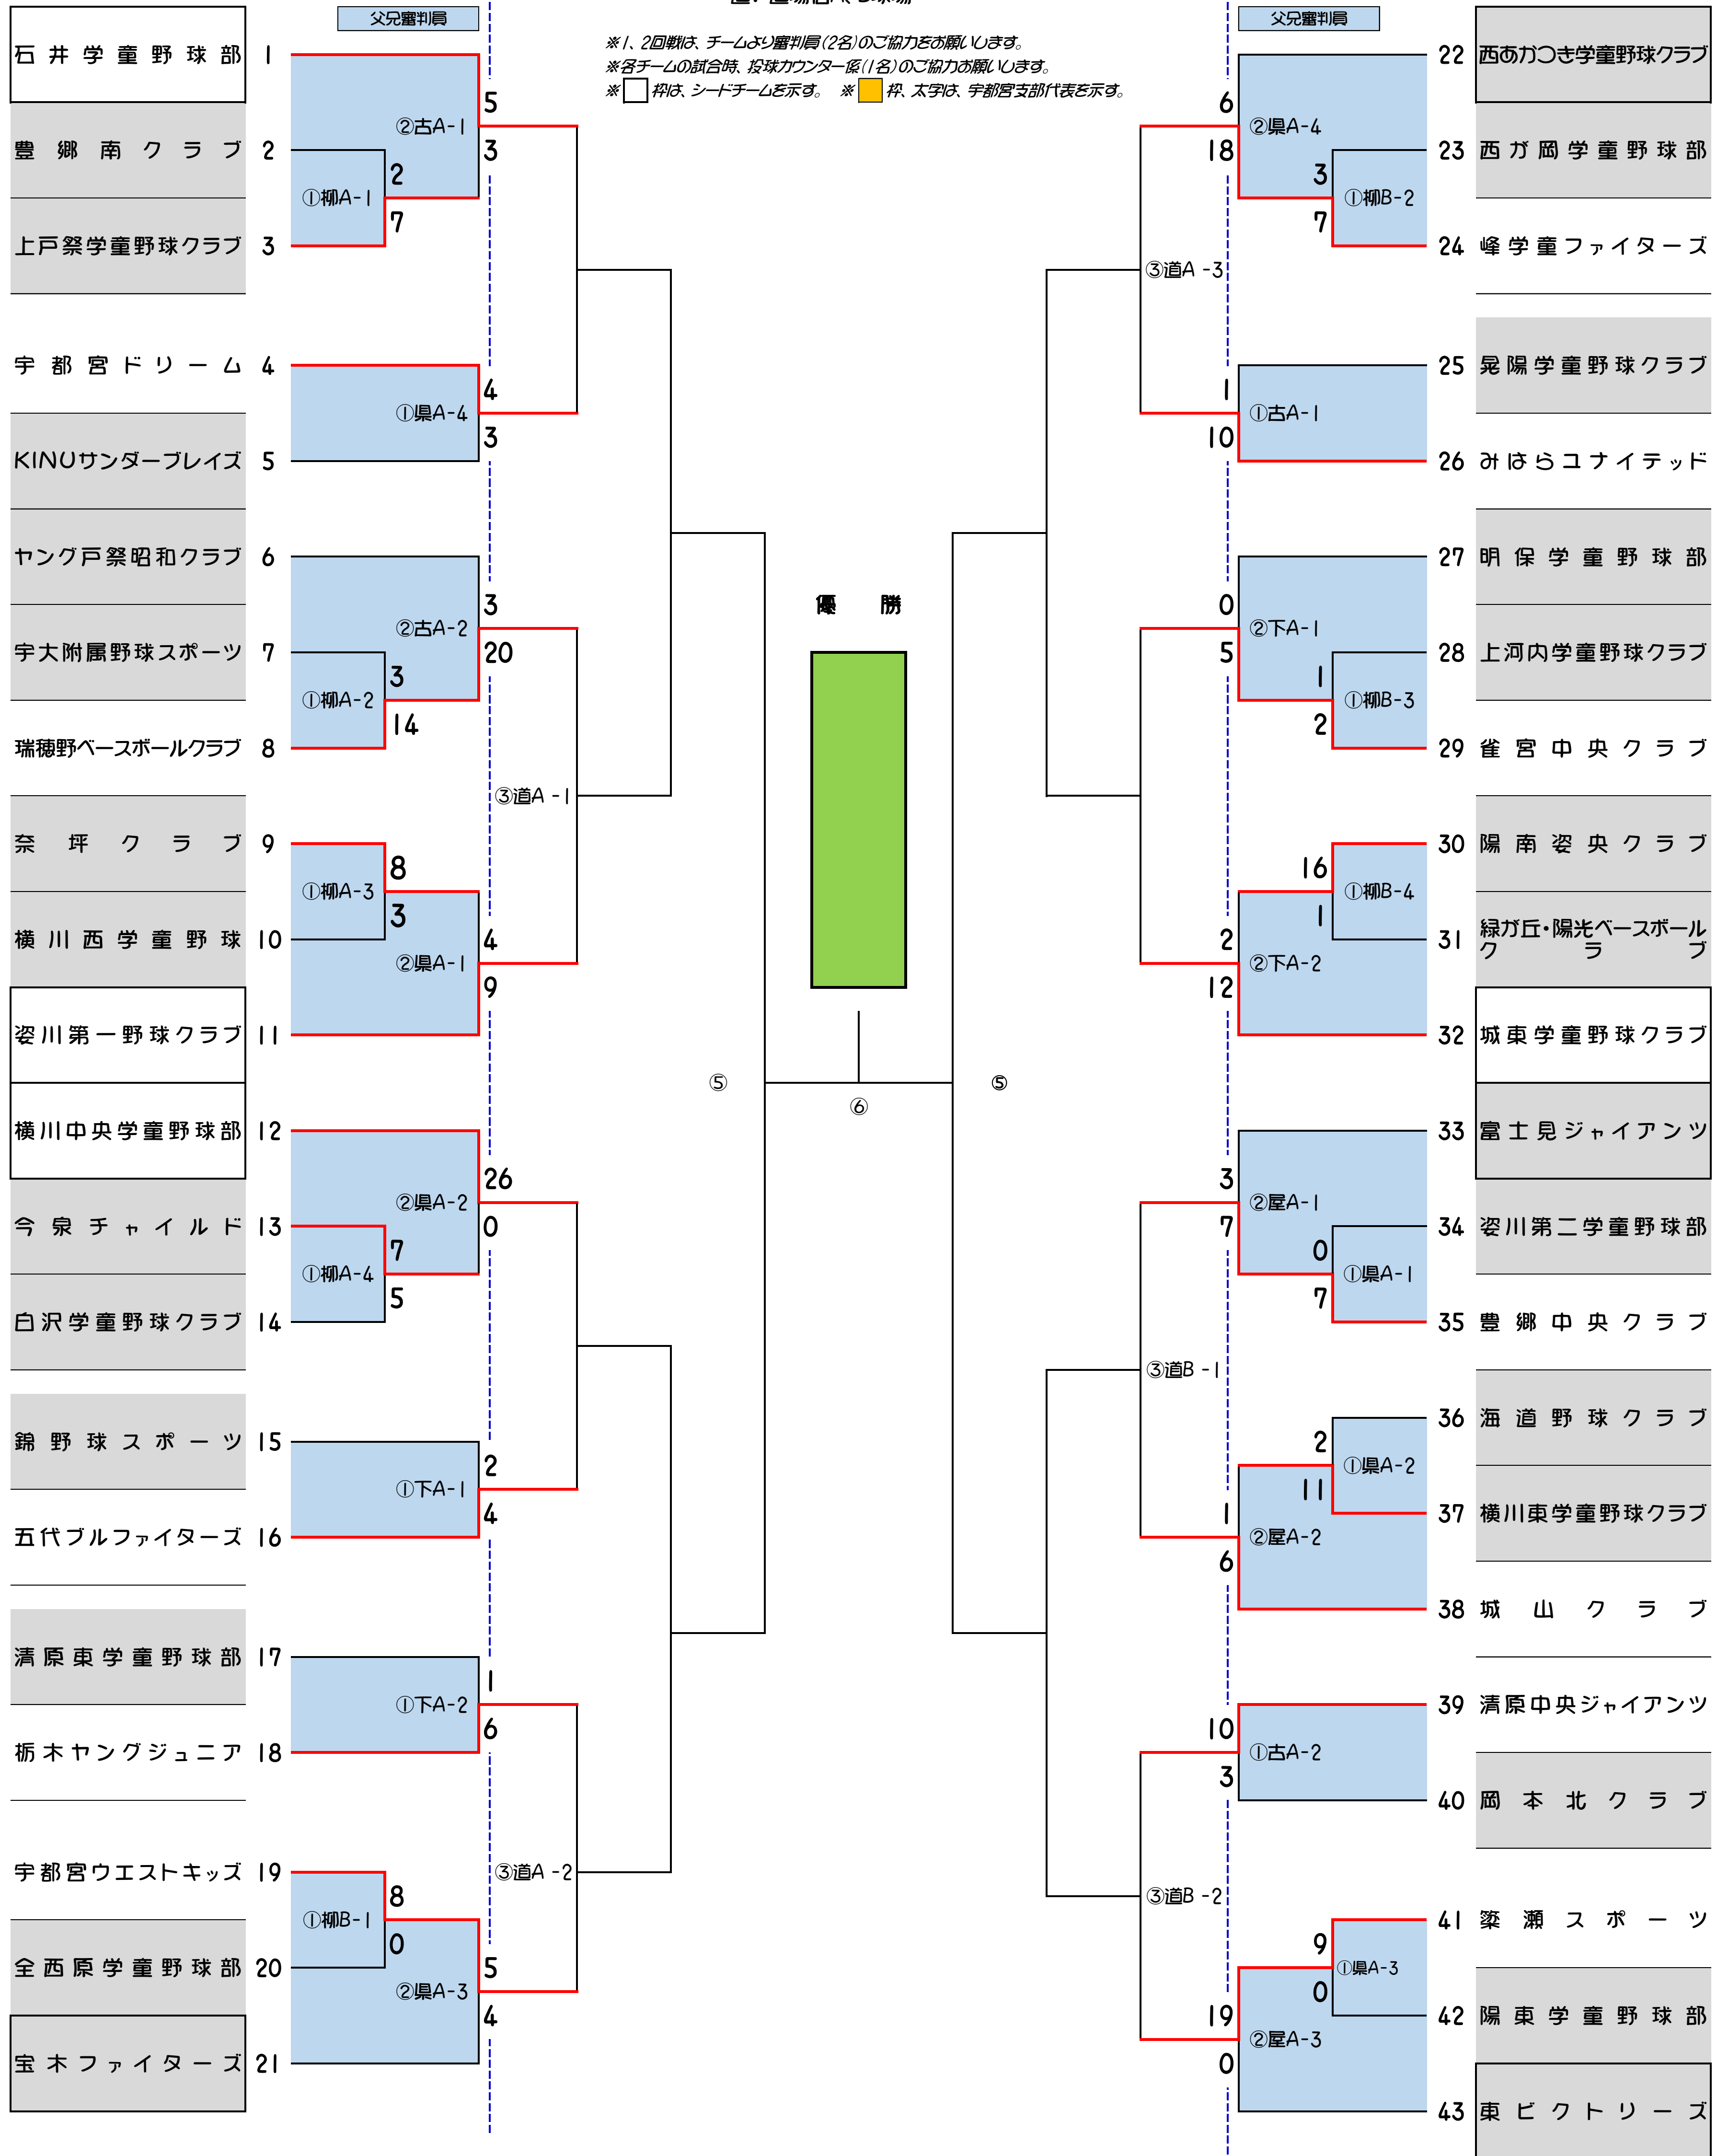 父兄審判員
父兄審判員
※1、2回戦は、チームより審判員(2名)のご協力をお願いします。
※各チームの試合時、投球カウンター係(1名)のご協力お願いします。
※ 枠は、シードチームを示す。 ※ 枠、太字は、宇都宮支部代表を示す。
石井学童野球部 1
豊郷南クラブ 2
上戸祭学童野球クラブ 3
宇都宮ドリーム 4
KINUサンダーブレイズ 5
ヤング戸祭昭和クラブ 6
宇大附属野球スポーツ 7
瑞穂野ベースボールクラブ 8
奈坪クラブ 9
横川西学童野球 10
姿川第一野球クラブ 11
横川中央学童野球部 12
今泉チャイルド 13
白沢学童野球クラブ 14
錦野球スポーツ 15
五代ブルファイターズ 16
清原東学童野球部 17
栃木ヤングジュニア 18
宇都宮ウエストキッズ 19
全西原学童野球部 20
宝木ファイターズ 21
②古A-1
5
3
①柳A-1
2
7
①県A-4
4
3
②古A-2
3
20
①柳A-2
3
14
③道A -1
①柳A-3
8
3
②県A-1
4
9
②県A-2
26
0
①柳A-4
7
5
①下A-1
2
4
①下A-2
1
6
③道A -2
①柳B-1
8
0
②県A-3
5
4
優勝
⑤
⑥
⑤
6
18
②県A-4
3
7
①柳B-2
③道A -3
1
10
①古A-1
0
5
②下A-1
1
2
①柳B-3
16
1
①柳B-4
2
12
②下A-2
3
7
②屋A-1
0
7
①県A-1
③道B -1
2
11
①県A-2
1
6
②屋A-2
10
3
①古A-2
③道B -2
9
0
①県A-3
19
0
②屋A-3
22 西あかつき学童野球クラブ
23 西が岡学童野球部
24 峰学童ファイターズ
25 晃陽学童野球クラブ
26 みはらユナイテッド
27 明保学童野球部
28 上河内学童野球クラブ
29 雀宮中央クラブ
30 陽南姿央クラブ
31 緑が丘・陽光ベースボール
クラブ
32 城東学童野球クラブ
33 富士見ジャイアンツ
34 姿川第二学童野球部
35 豊郷中央クラブ
36 海道野球クラブ
37 横川東学童野球クラブ
38 城山クラブ
39 清原中央ジャイアンツ
40 岡本北クラブ
41 簗瀬スポーツ
42 陽東学童野球部
43 東ビクトリーズ